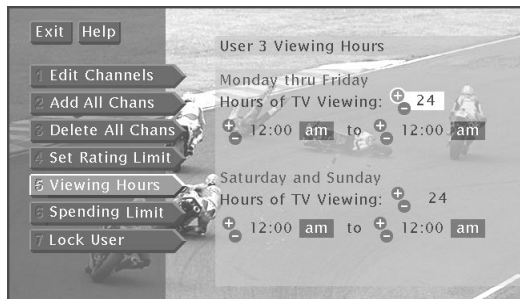 Exit Help
User 3 Viewing Hours
1 Edit Channels
2 Add All Chans
3 Delete All Chans
4 Set Rating Limit
5 Viewing Hours
6 Spending Limit
7 Lock User
Monday thru Friday
Hours of TV Viewing: + - 24
+ - 12:00 am to + - 12:00 am
Saturday and Sunday
Hours of TV Viewing: + - 24
+ - 12:00 am to + - 12:00 am